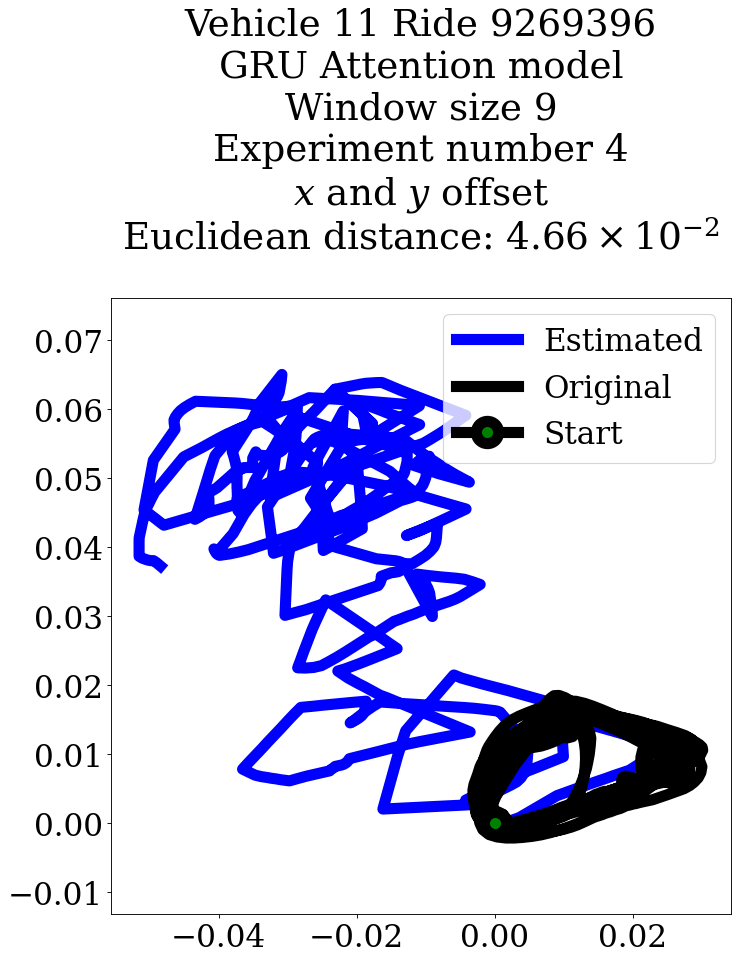 Vehicle 11 Ride 9269396
GRU Attention model
Window size 9
Experiment number 4
x and y offset
Euclidean distance: 4.66 × 10⁻²
Estimated
Original
Start
0.07
0.06
0.05
0.04
0.03
0.02
0.01
0.00
−0.01
−0.04
−0.02
0.00
0.02